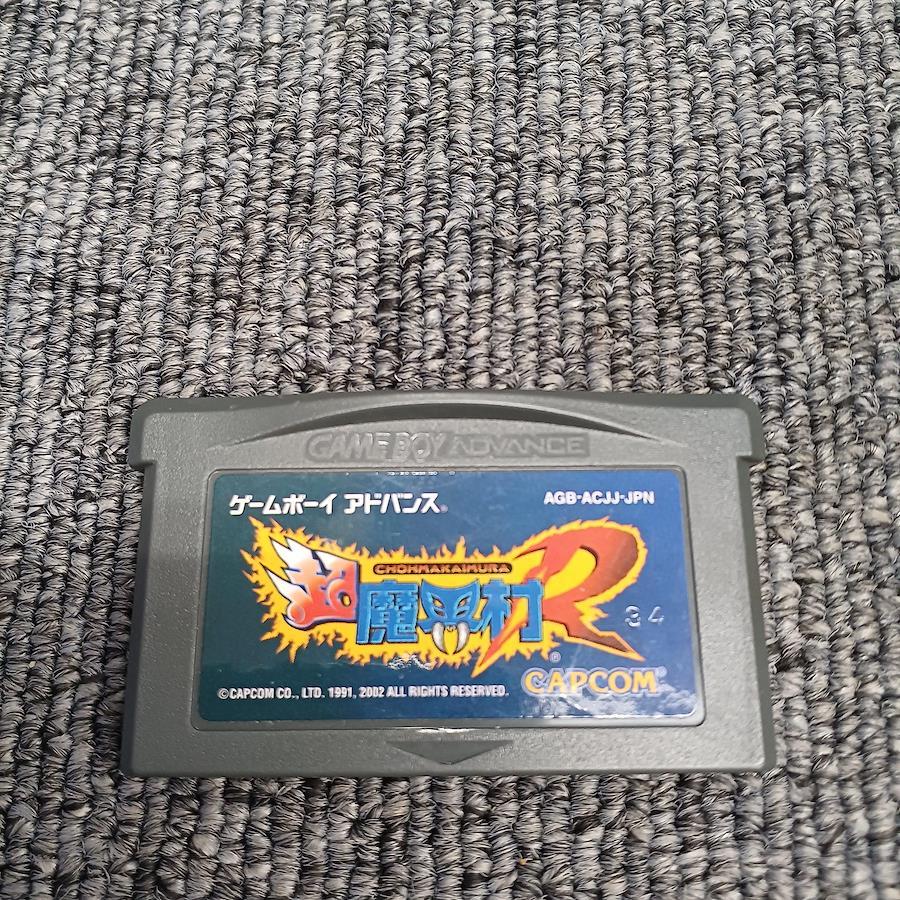 GAME BOY ADVANCE
ゲームボーイ アドバンス®
AGB-ACJJ-JPN
CHOHMAKAIMURA
超魔界村R
34
®
CAPCOM®
©CAPCOM CO., LTD. 1991, 2002 ALL RIGHTS RESERVED.